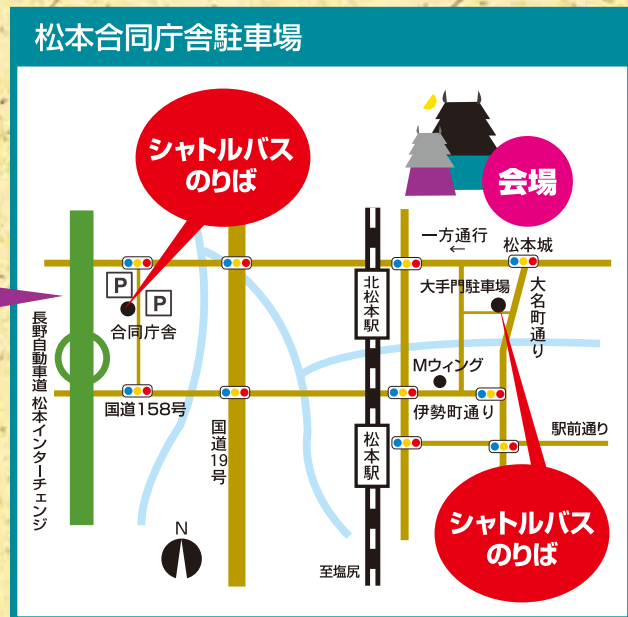 松本合同庁舎駐車場
シャトルバス
のりば
会場
一方通行
←
松本城
大手門駐車場
大名町通り
北松本駅
P
P
合同庁舎
長野自動車道 松本インターチェンジ
Mウィング
国道158号
伊勢町通り
国道19号
松本駅
駅前通り
シャトルバス
のりば
N
至塩尻